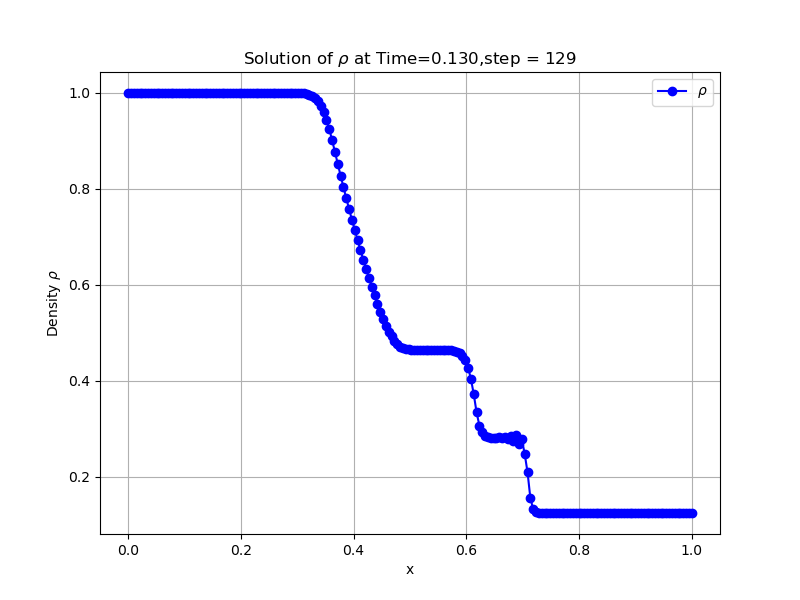 Solution of ρ at Time=0.130,step = 129
ρ
1.0
0.8
0.6
0.4
0.2
Density ρ
0.0 0.2 0.4 0.6 0.8 1.0
x